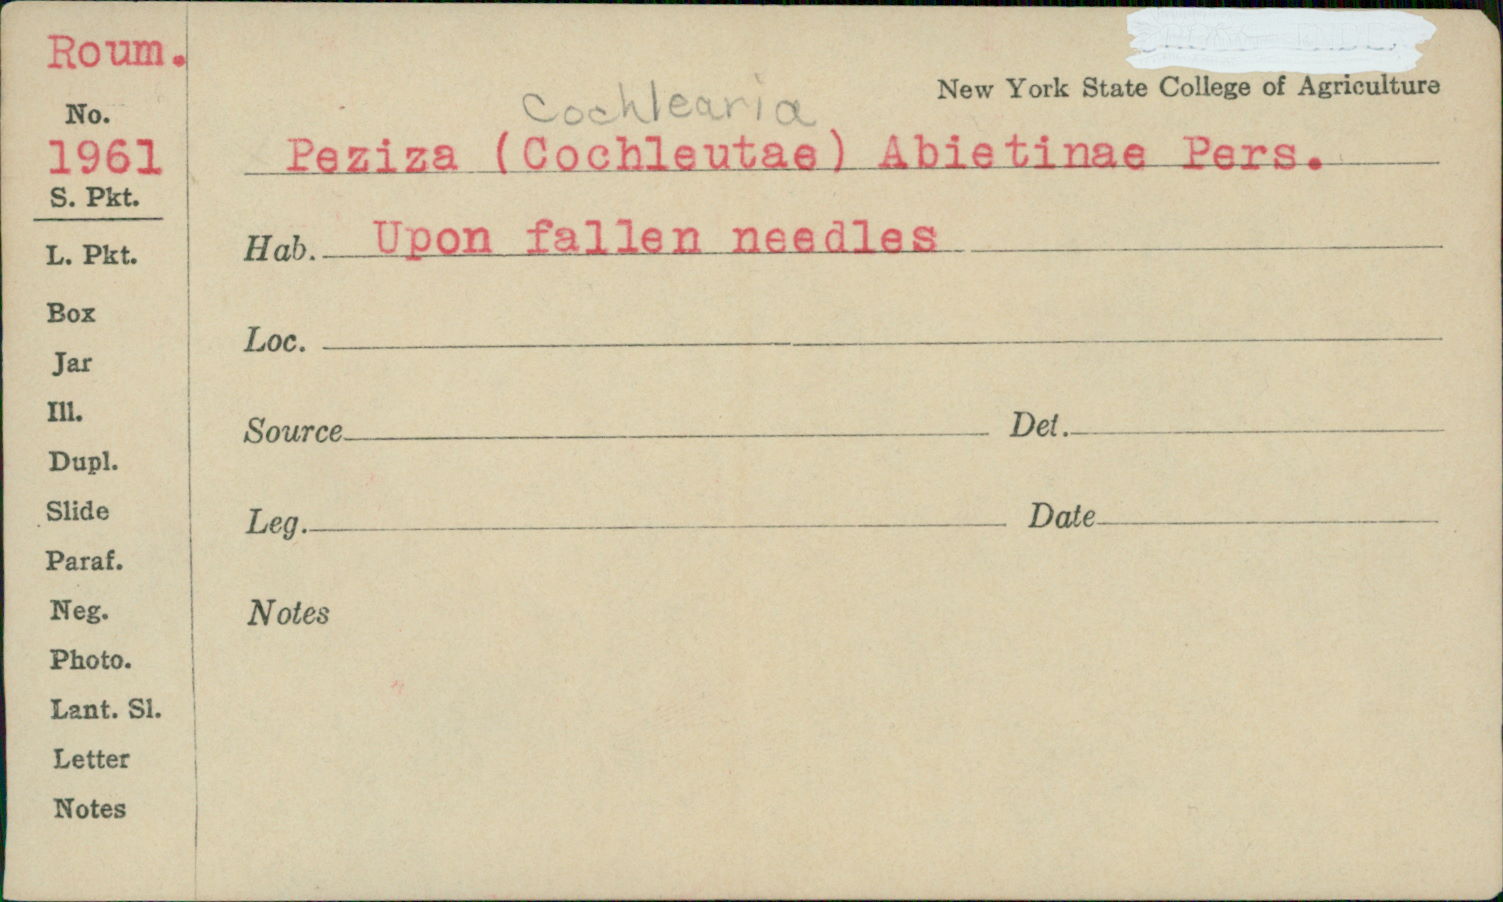 Roum.
No.
1961
S. Pkt.
L. Pkt.
Box
Jar
Ill.
Dupl.
Slide
Paraf.
Neg.
Photo.
Lant. Sl.
Letter
Notes
New York State College of Agriculture
Cochlearia
Peziza (Cochleutae) Abietinae Pers.
Hab. Upon fallen needles
Loc.
Source Det.
Leg. Date
Notes